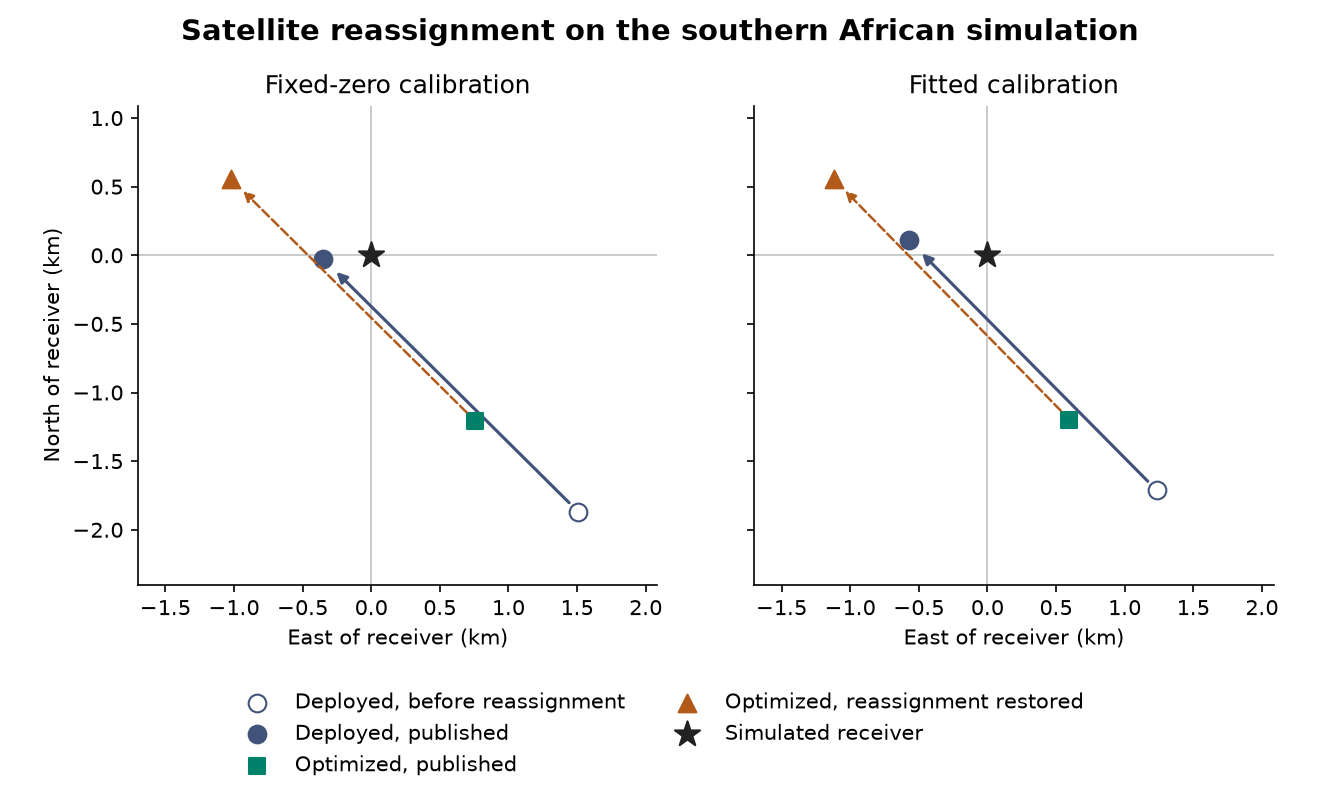 Satellite reassignment on the southern African simulation
Fixed-zero calibration
Fitted calibration
1.0
0.5
0.0
−0.5
−1.0
−1.5
−2.0
North of receiver (km)
−1.5 −1.0 −0.5 0.0 0.5 1.0 1.5 2.0
−1.5 −1.0 −0.5 0.0 0.5 1.0 1.5 2.0
East of receiver (km)
East of receiver (km)
Deployed, before reassignment
Deployed, published
Optimized, published
Optimized, reassignment restored
Simulated receiver